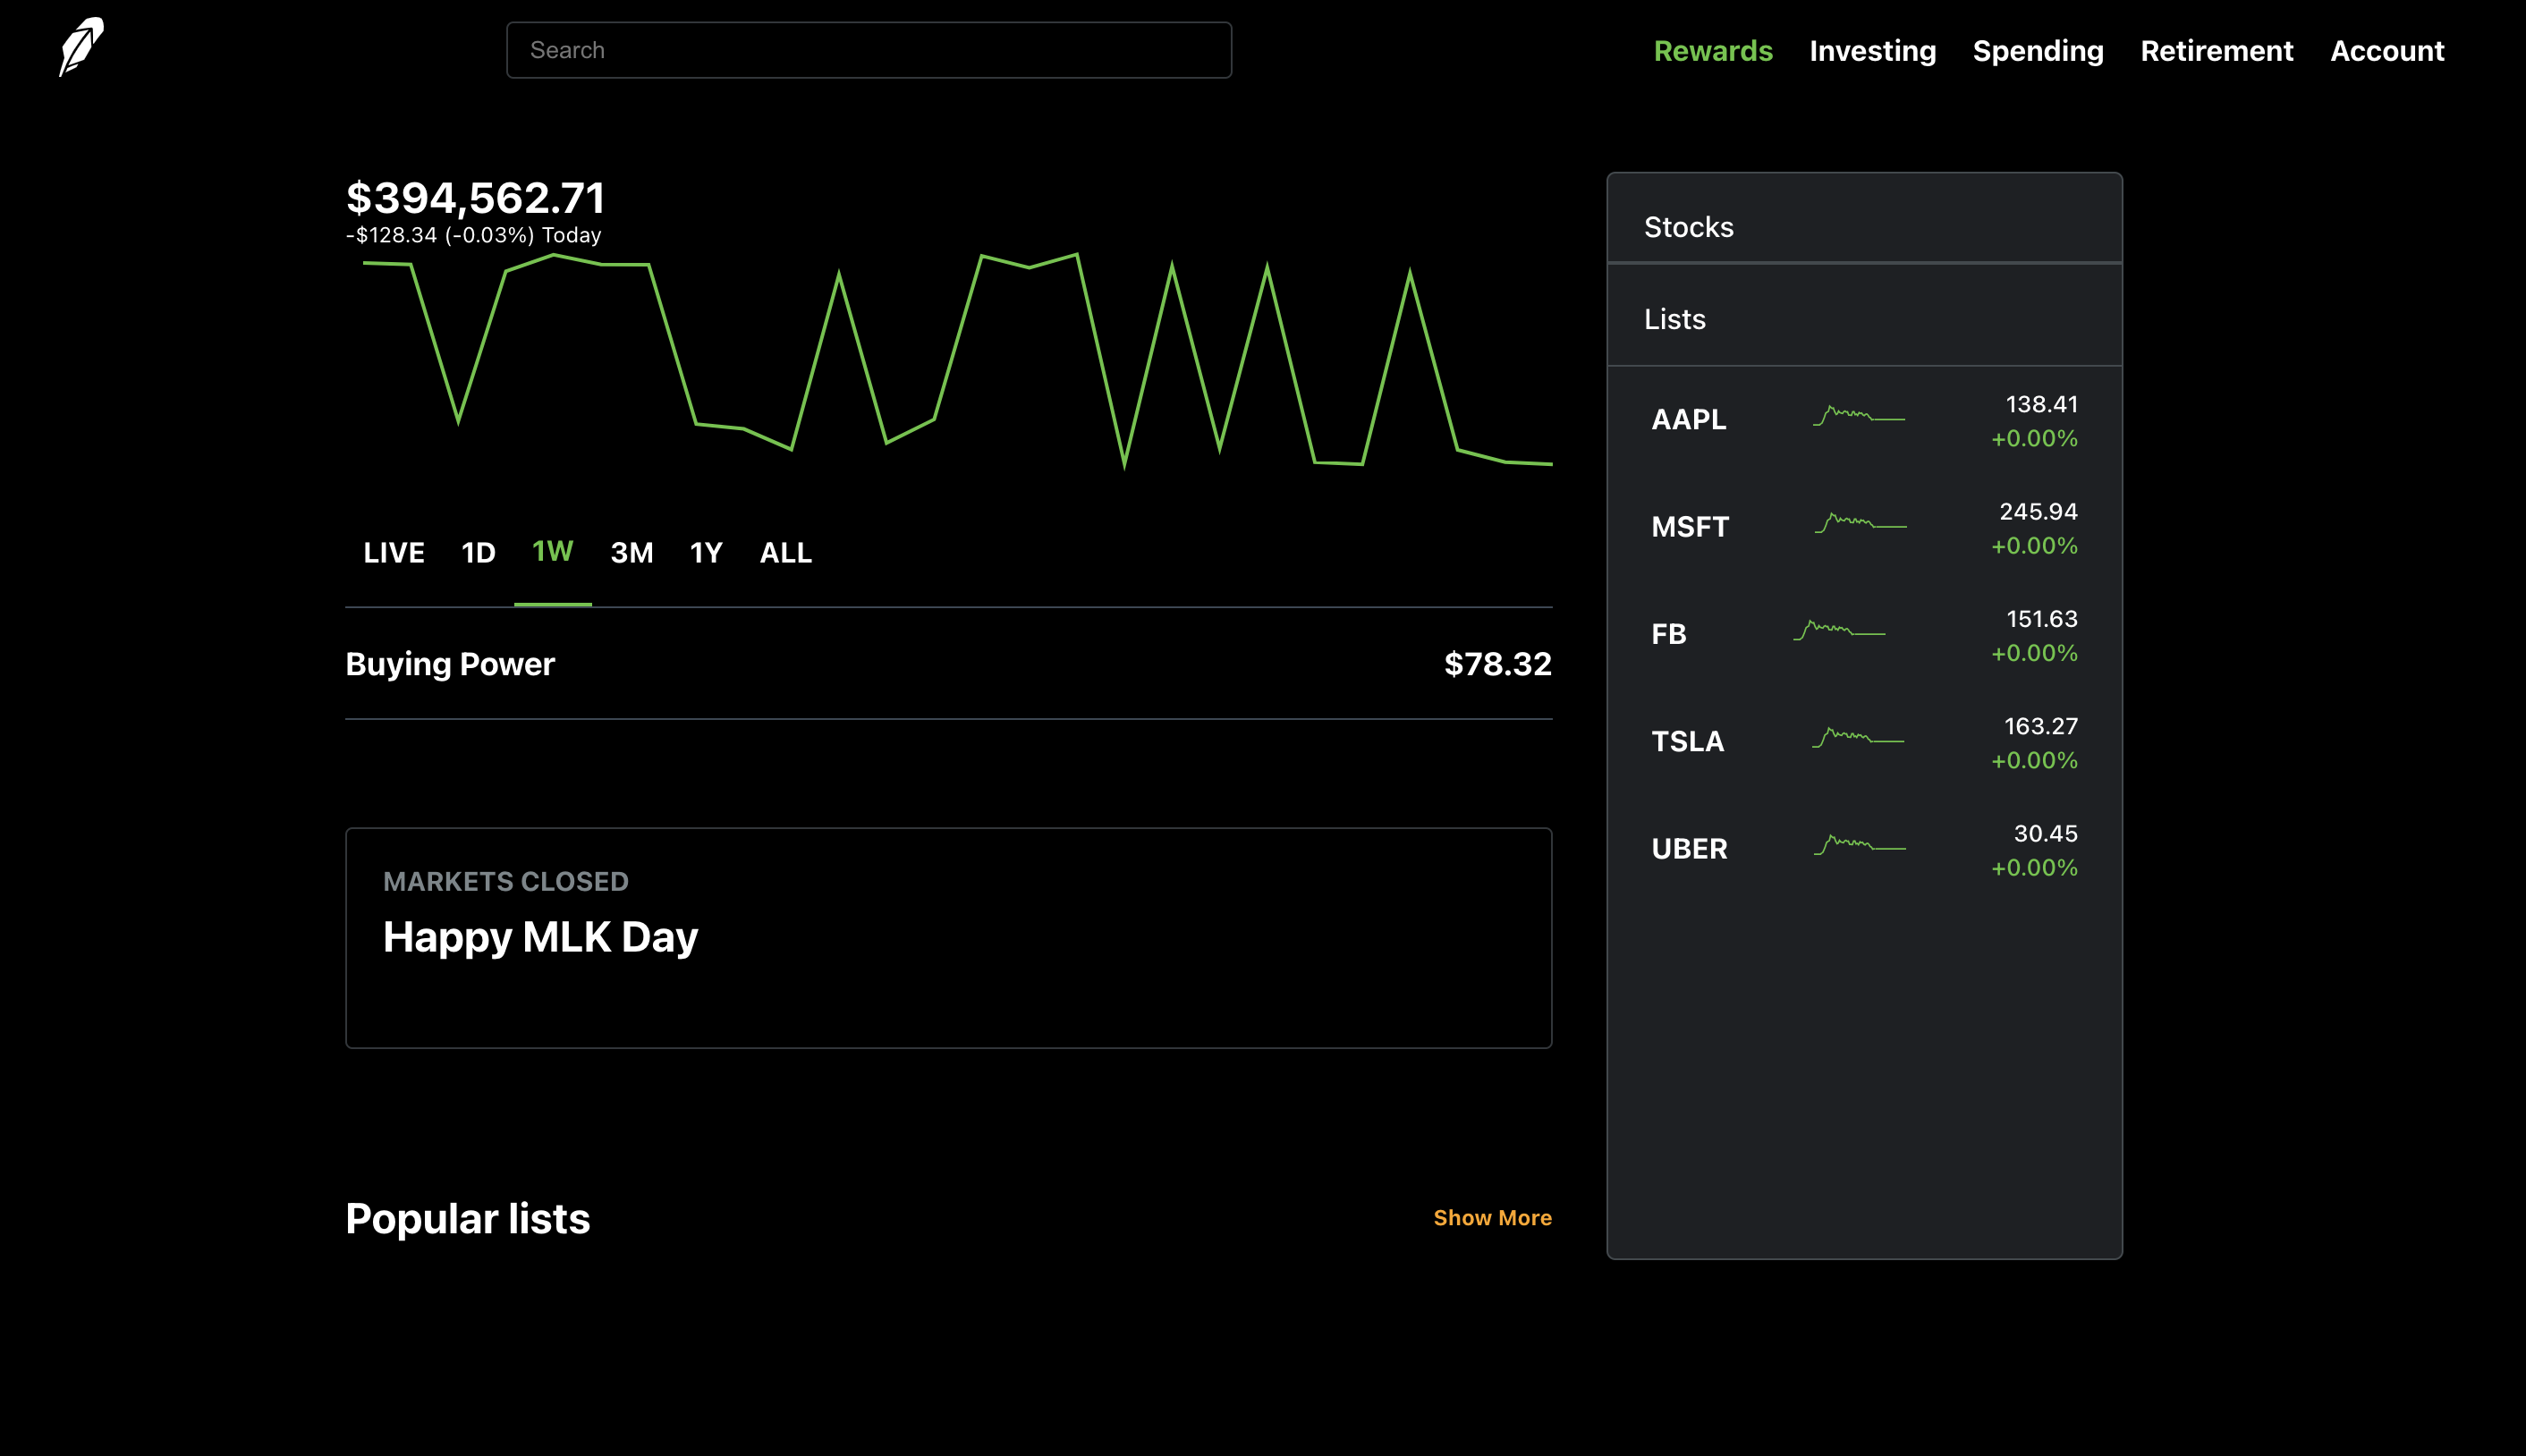 Search
Rewards Investing Spending Retirement Account
$394,562.71
-$128.34 (-0.03%) Today
LIVE 1D 1W 3M 1Y ALL
Buying Power $78.32
MARKETS CLOSED
Happy MLK Day
Popular lists Show More
Stocks
Lists
AAPL 138.41
+0.00%
MSFT 245.94
+0.00%
FB 151.63
+0.00%
TSLA 163.27
+0.00%
UBER 30.45
+0.00%